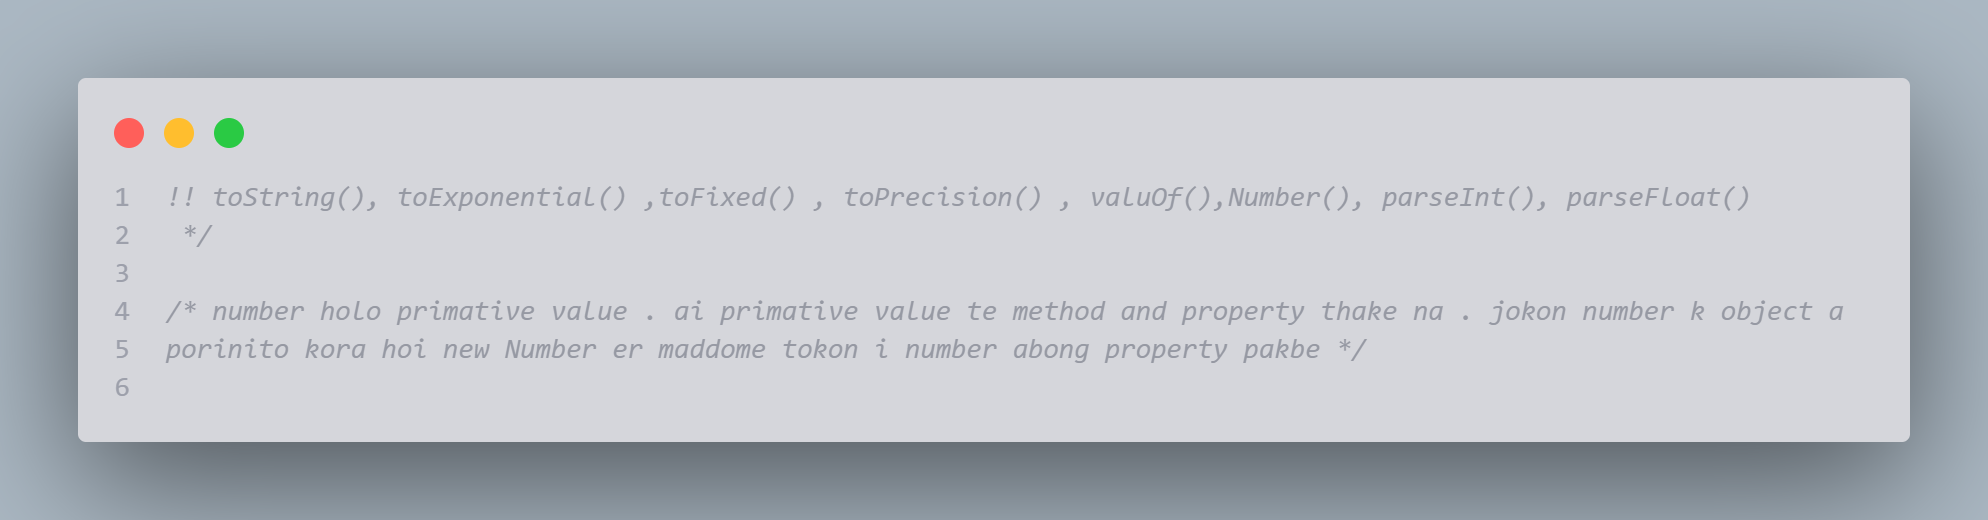 1 !! toString(), toExponential() ,toFixed() , toPrecision() , valuOf(),Number(), parseInt(), parseFloat()
2 */
3
4 /* number holo primative value . ai primative value te method and property thake na . jokon number k object a
5 porinito kora hoi new Number er maddome tokon i number abong property pakbe */
6